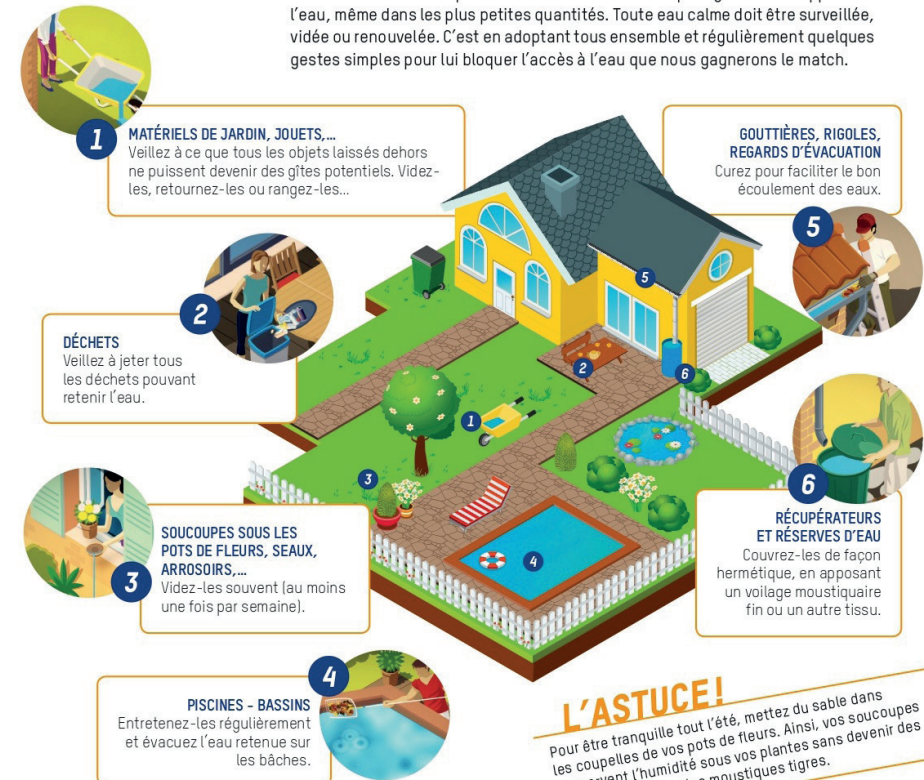 l'eau, même dans les plus petites quantités. Toute eau calme doit être surveillée,
vidée ou renouvelée. C'est en adoptant tous ensemble et régulièrement quelques
gestes simples pour lui bloquer l'accès à l'eau que nous gagnerons le match.
1
MATÉRIELS DE JARDIN, JOUETS,...
Veillez à ce que tous les objets laissés dehors
ne puissent devenir des gîtes potentiels. Videz-
les, retournez-les ou rangez-les...
2
DÉCHETS
Veillez à jeter tous
les déchets pouvant
retenir l'eau.
3
SOUCOUPES SOUS LES
POTS DE FLEURS, SEAUX,
ARROSOIRS,...
Videz-les souvent (au moins
une fois par semaine).
4
PISCINES - BASSINS
Entretenez-les régulièrement
et évacuez l'eau retenue sur
les bâches.
GOUTTIÈRES, RIGOLES,
REGARDS D'ÉVACUATION
Curez pour faciliter le bon
écoulement des eaux.
5
6
RÉCUPÉRATEURS
ET RÉSERVES D'EAU
Couvrez-les de façon
hermétique, en apposant
un voilage moustiquaire
fin ou un autre tissu.
5
2
6
1
3
4
L'ASTUCE!
Pour être tranquille tout l'été, mettez du sable dans
les coupelles de vos pots de fleurs. Ainsi, vos soucoupes
l'humidité sous vos plantes sans devenir des
moustiques tigres.